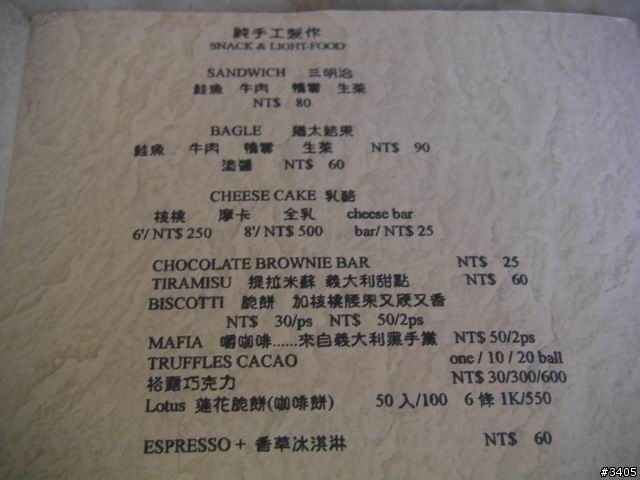 純手工製作
SNACK & LIGHT-FOOD
SANDWICH 三明治
鮭魚 牛肉 鴨賞 生菜
NT$ 80
BAGLE 猶太結果
鮭魚 牛肉 鴨賞 生菜 NT$ 90
塗醬 NT$ 60
CHEESE CAKE 乳酪
核桃 摩卡 全乳 cheese bar
6'/ NT$ 250 8'/ NT$ 500 bar/ NT$ 25
CHOCOLATE BROWNIE BAR NT$ 25
TIRAMISU 提拉米蘇 義大利甜點 NT$ 60
BISCOTTI 脆餅 加核桃腰果又硬又香
NT$ 30/ps NT$ 50/2ps
MAFIA 嚼咖啡......來自義大利黑手黨 NT$ 50/2ps
TRUFFLES CACAO one / 10 / 20 ball
松露巧克力 NT$ 30/300/600
Lotus 蓮花脆餅(咖啡餅) 50 入/100 6 條 1K/550
ESPRESSO + 香草冰淇淋 NT$ 60
#3405